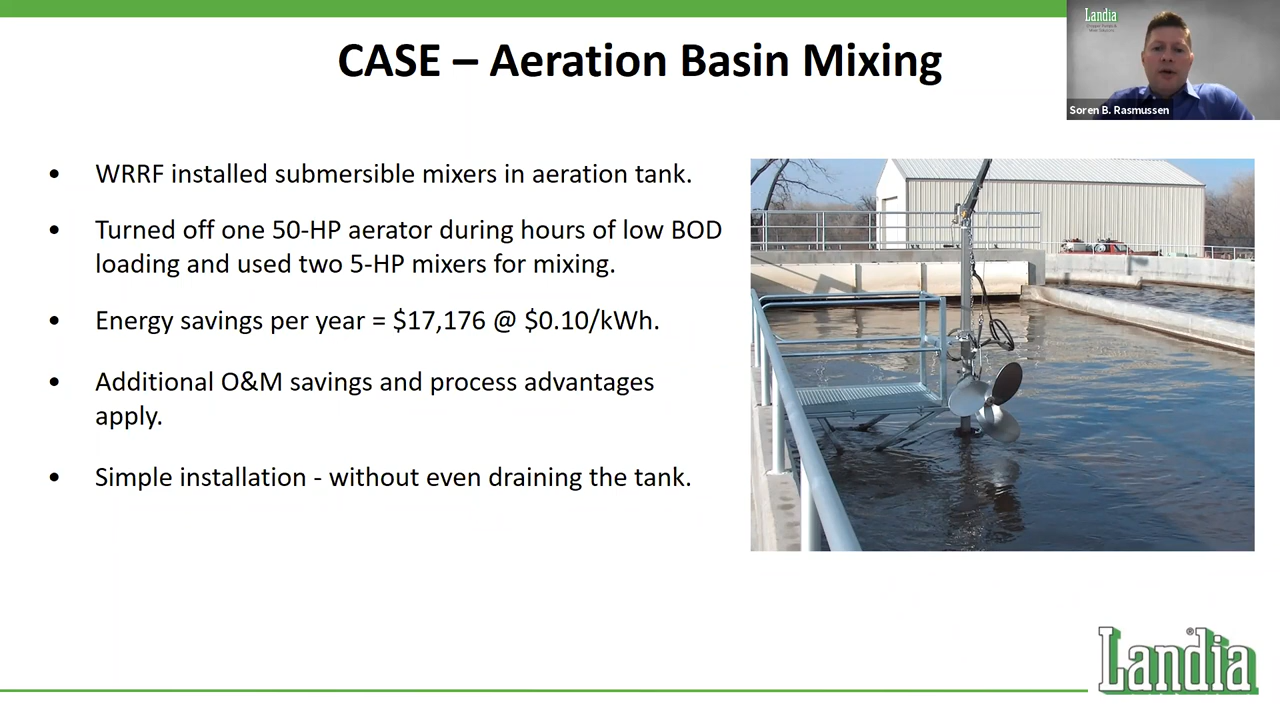 CASE – Aeration Basin Mixing
Landia
Soren B. Rasmussen
• WRRF installed submersible mixers in aeration tank.
• Turned off one 50-HP aerator during hours of low BOD
loading and used two 5-HP mixers for mixing.
• Energy savings per year = $17,176 @ $0.10/kWh.
• Additional O&M savings and process advantages
apply.
• Simple installation - without even draining the tank.
Landia®